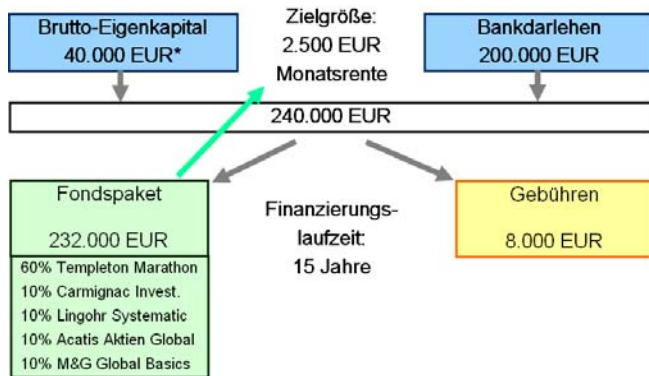 Brutto-Eigenkapital
40.000 EUR*
Zielgröße:
2.500 EUR
Monatsrente
Bankdarlehen
200.000 EUR
240.000 EUR
Fondspaket
232.000 EUR
60% Templeton Marathon
10% Carmignac Invest.
10% Lingohr Systematic
10% Acatis Aktien Global
10% M&G Global Basics
Finanzierungs-
laufzeit:
15 Jahre
Gebühren
8.000 EUR